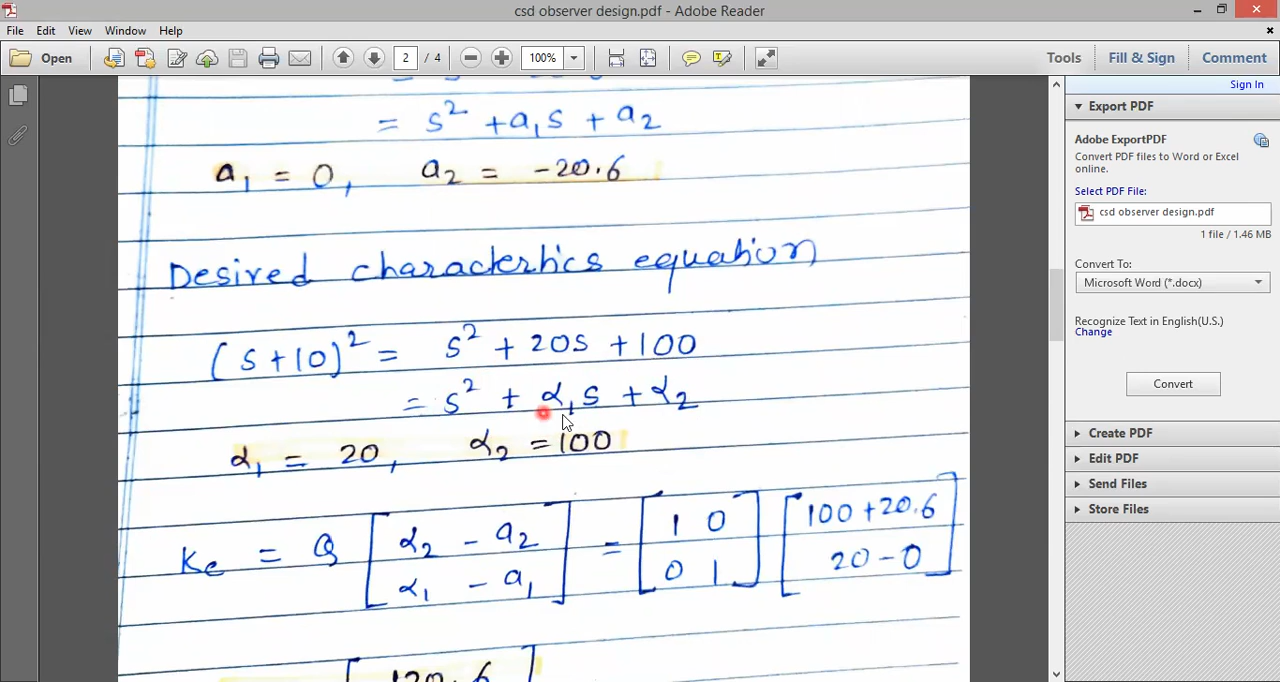 csd observer design.pdf - Adobe Reader
File Edit View Window Help
Open 2 / 4 100% Tools Fill & Sign Comment
Sign In
Export PDF
Adobe ExportPDF
Convert PDF files to Word or Excel
online.
Select PDF File:
csd observer design.pdf
1 file / 1.46 MB
Convert To:
Microsoft Word (*.docx)
Recognize Text in English(U.S.)
Change
Convert
Create PDF
Edit PDF
Send Files
Store Files
= s² + a₁s + a₂
a₁ = 0, a₂ = -20.6
Desired characterstics equation
(s+10)² = s² + 20s + 100
= s² + α₁s + α₂
α₁ = 20, α₂ = 100
Ke = Q [α₂ - a₂ = [1 0 [100 + 20.6
α₁ - a₁] 0 1] 20 - 0]
120.6